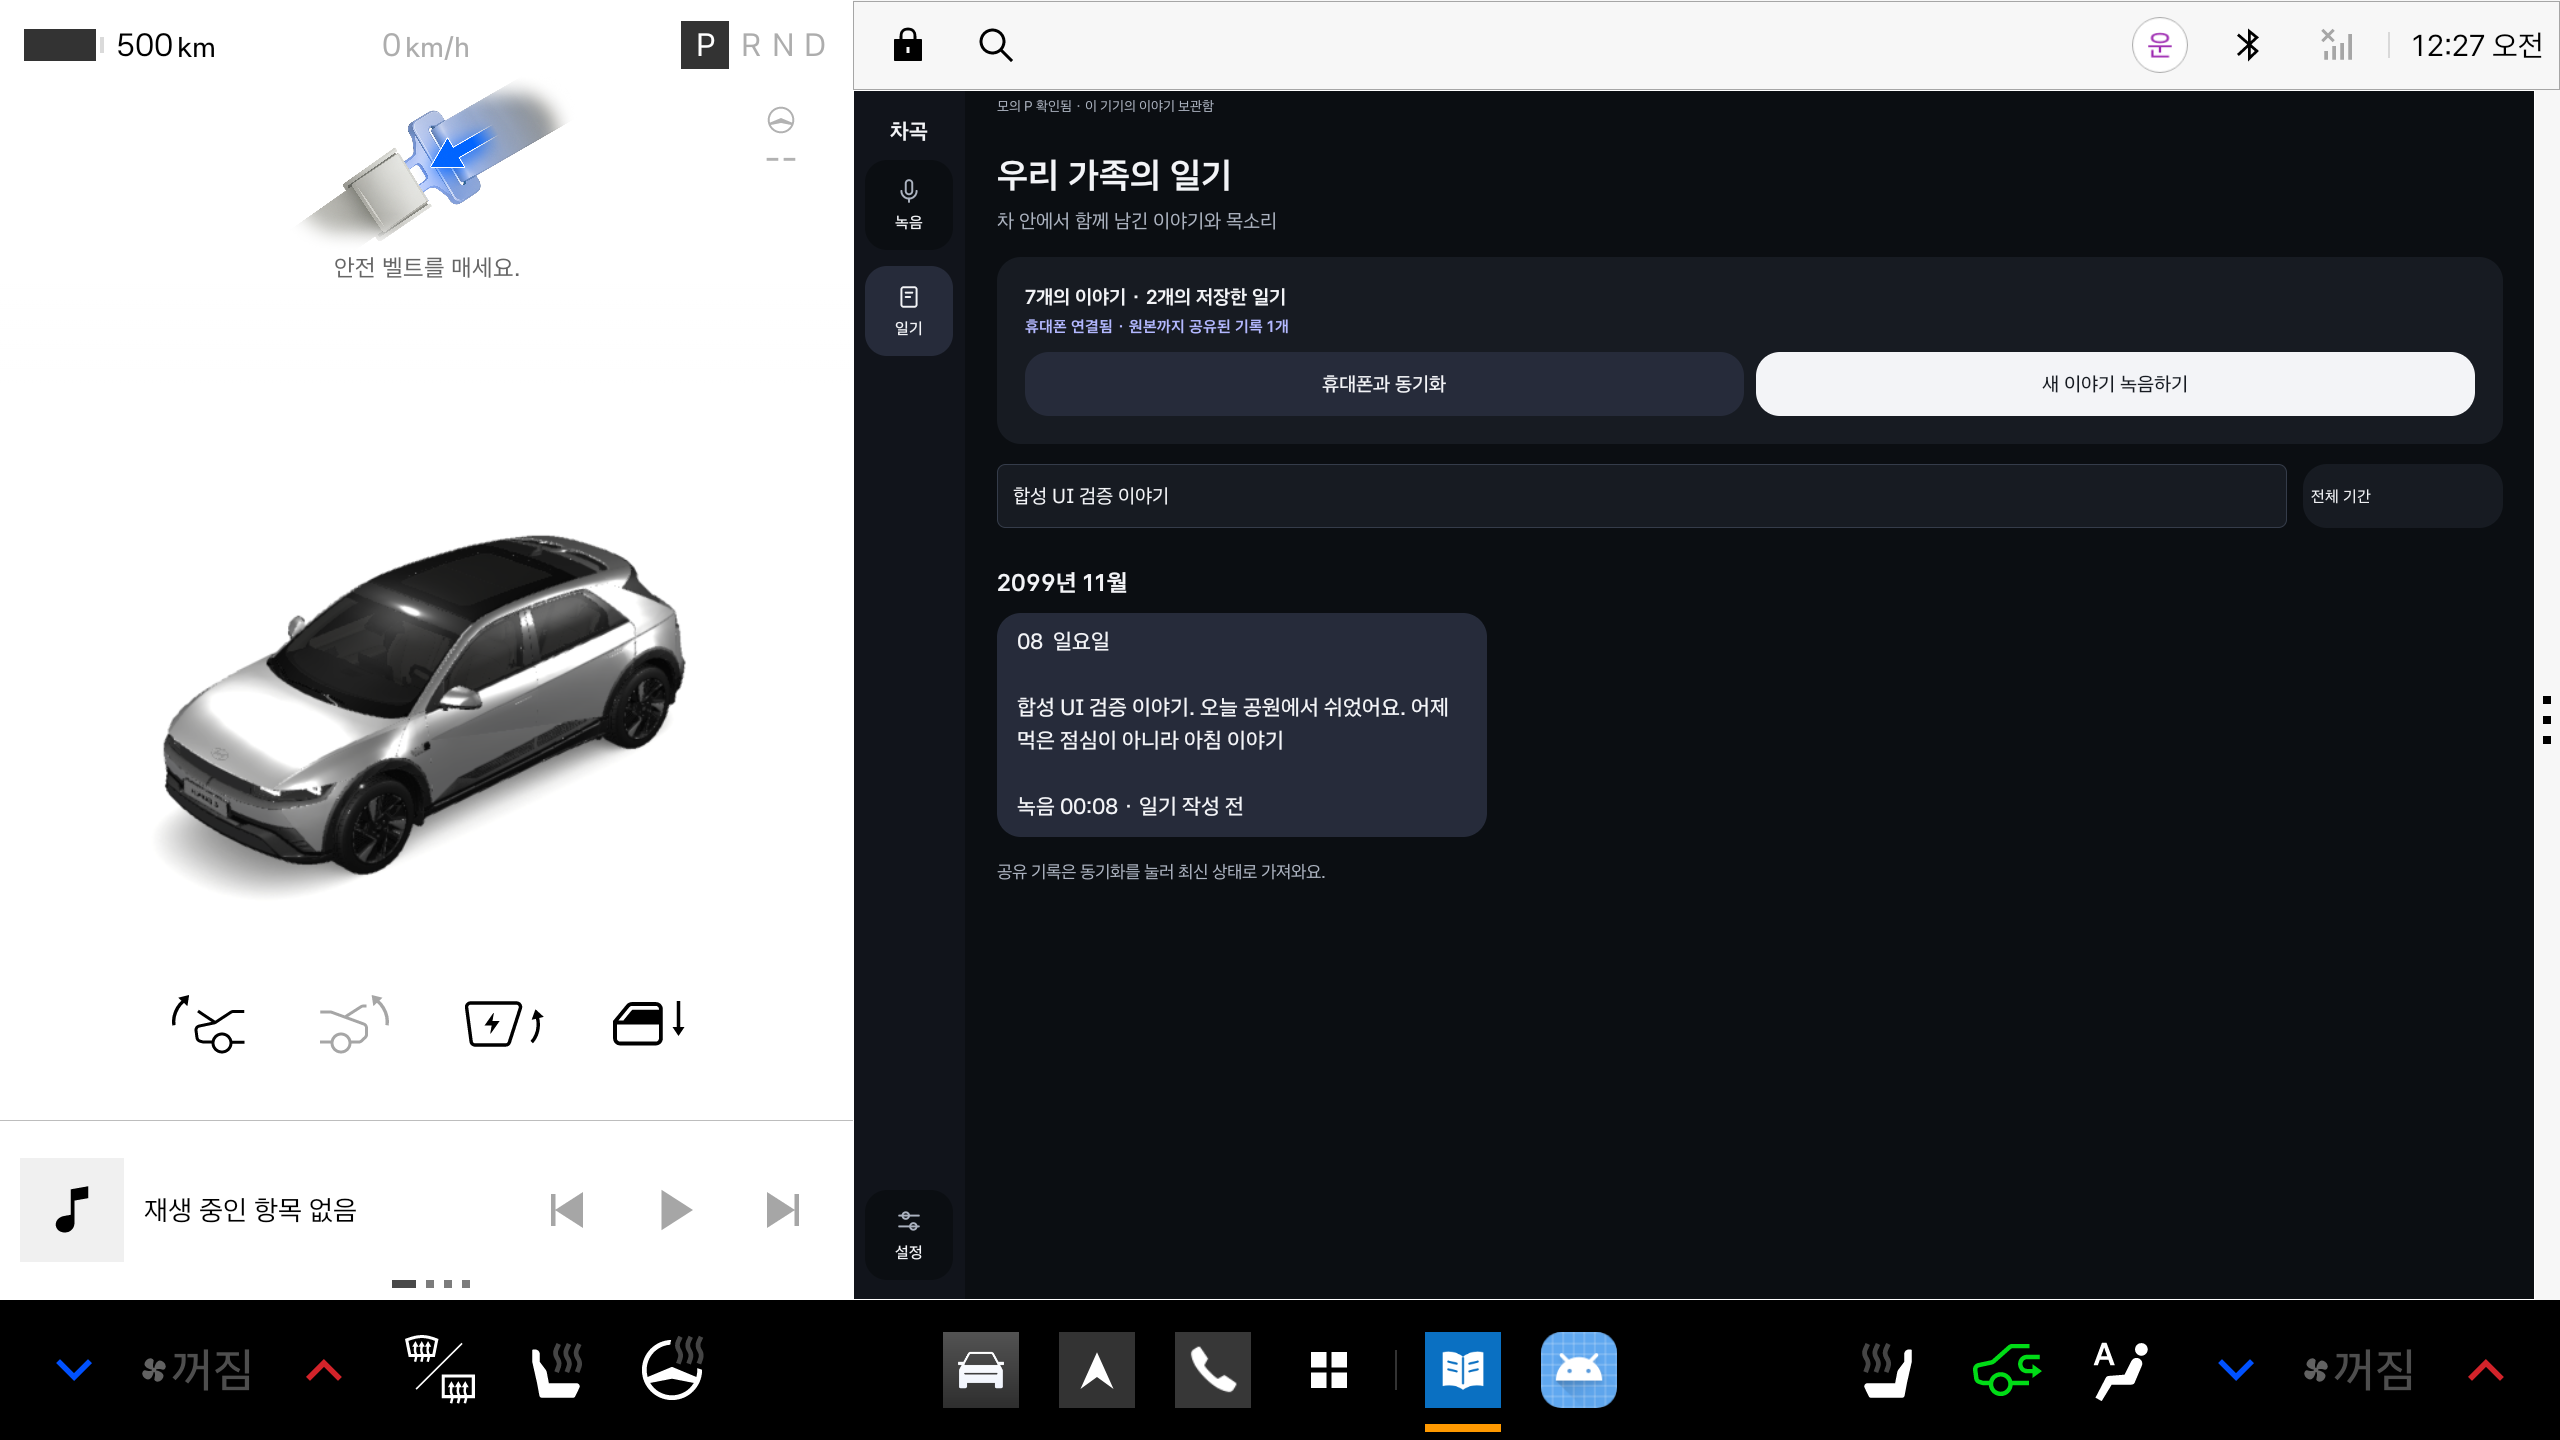 500 km
0 km/h
P R N D
안전 벨트를 매세요.
재생 중인 항목 없음
운
12:27 오전
모의 P 확인됨 · 이 기기의 이야기 보관함
차곡
녹음
일기
설정
우리 가족의 일기
차 안에서 함께 남긴 이야기와 목소리
7개의 이야기 · 2개의 저장한 일기
휴대폰 연결됨 · 원본까지 공유된 기록 1개
휴대폰과 동기화
새 이야기 녹음하기
합성 UI 검증 이야기
전체 기간
2099년 11월
08 일요일
합성 UI 검증 이야기. 오늘 공원에서 쉬었어요. 어제
먹은 점심이 아니라 아침 이야기
녹음 00:08 · 일기 작성 전
공유 기록은 동기화를 눌러 최신 상태로 가져와요.
꺼짐
A
꺼짐